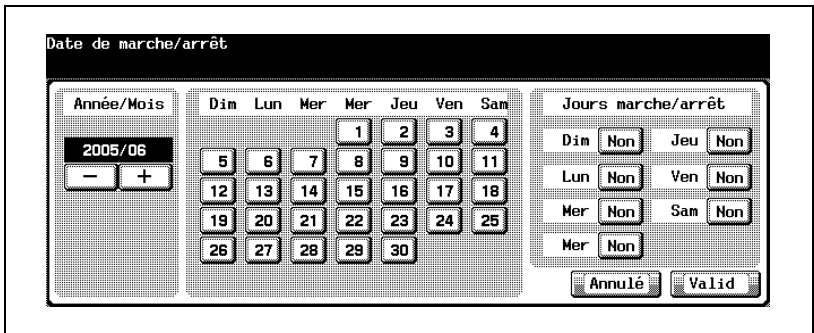 Date de marche/arrêt
Année/Mois
2005/06
− +
Dim Lun Mer Mer Jeu Ven Sam
1 2 3 4
5 6 7 8 9 10 11
12 13 14 15 16 17 18
19 20 21 22 23 24 25
26 27 28 29 30
Jours marche/arrêt
Dim Non Jeu Non
Lun Non Ven Non
Mer Non Sam Non
Mer Non
Annulé Valid